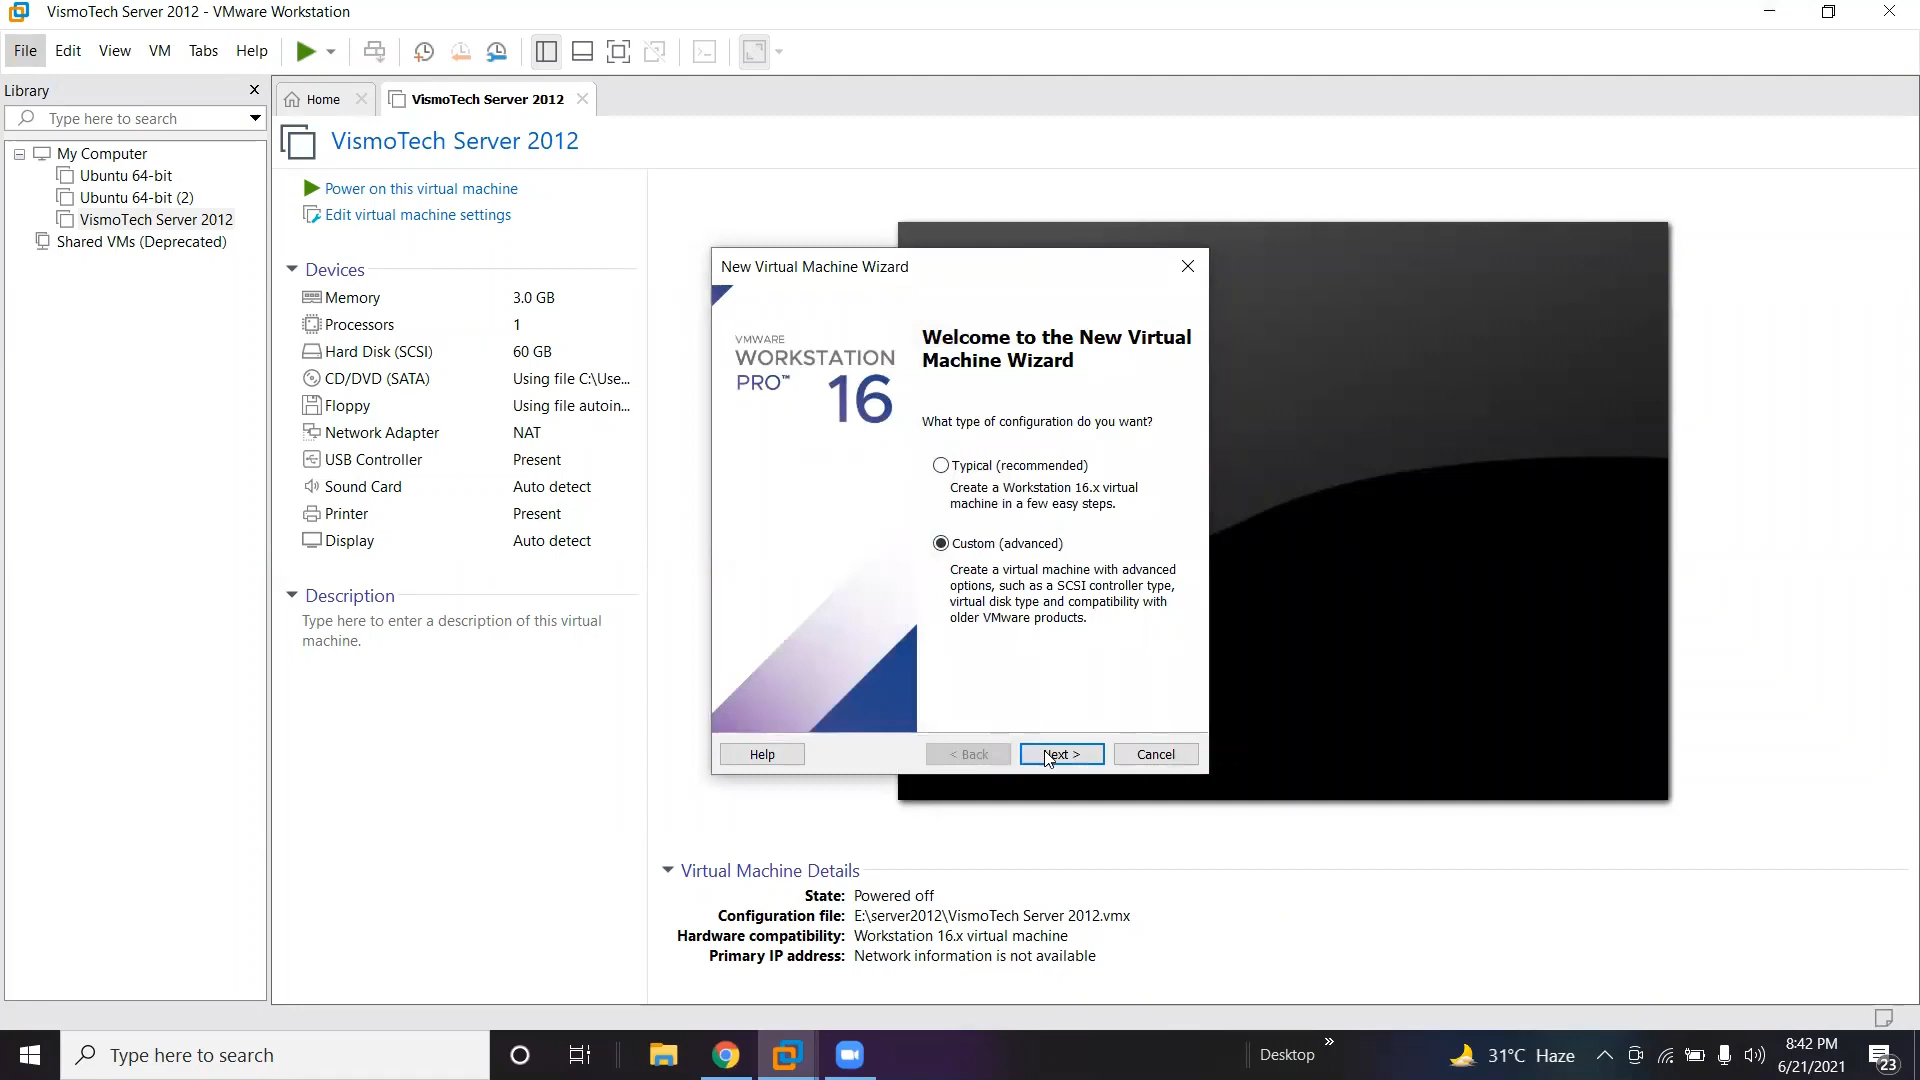 VismoTech Server 2012 - VMware Workstation
File Edit View VM Tabs Help
Library
Type here to search
My Computer
Ubuntu 64-bit
Ubuntu 64-bit (2)
VismoTech Server 2012
Shared VMs (Deprecated)
Home
VismoTech Server 2012
VismoTech Server 2012
Power on this virtual machine
Edit virtual machine settings
Devices
Memory 3.0 GB
Processors 1
Hard Disk (SCSI) 60 GB
CD/DVD (SATA) Using file C:\Use...
Floppy Using file autoin...
Network Adapter NAT
USB Controller Present
Sound Card Auto detect
Printer Present
Display Auto detect
Description
Type here to enter a description of this virtual
machine.
New Virtual Machine Wizard
VMWARE
WORKSTATION
PRO™ 16
Welcome to the New Virtual
Machine Wizard
What type of configuration do you want?
Typical (recommended)
Create a Workstation 16.x virtual
machine in a few easy steps.
Custom (advanced)
Create a virtual machine with advanced
options, such as a SCSI controller type,
virtual disk type and compatibility with
older VMware products.
Help < Back Next > Cancel
Virtual Machine Details
State: Powered off
Configuration file: E:\server2012\VismoTech Server 2012.vmx
Hardware compatibility: Workstation 16.x virtual machine
Primary IP address: Network information is not available
Type here to search
Desktop »
31°C Haze
8:42 PM
6/21/2021
23